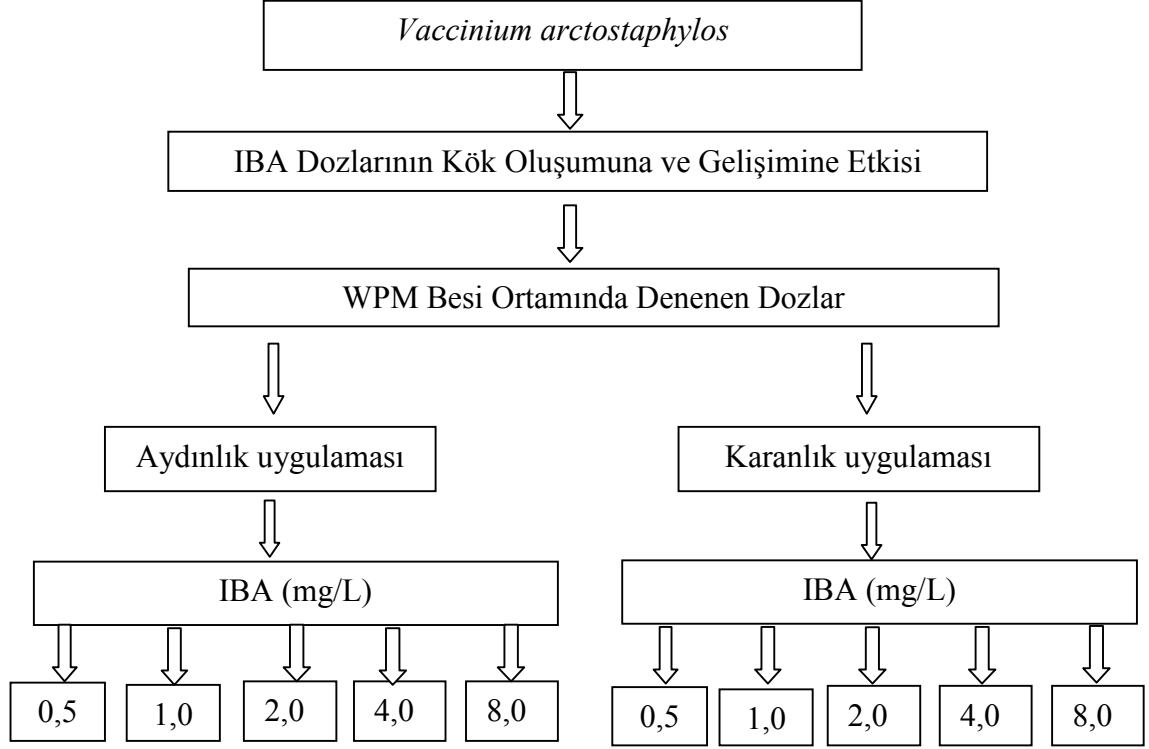 Vaccinium arctostaphylos
IBA Dozlarının Kök Oluşumuna ve Gelişimine Etkisi
WPM Besi Ortamında Denenen Dozlar
Aydınlık uygulaması
Karanlık uygulaması
IBA (mg/L)
IBA (mg/L)
0,5
1,0
2,0
4,0
8,0
0,5
1,0
2,0
4,0
8,0